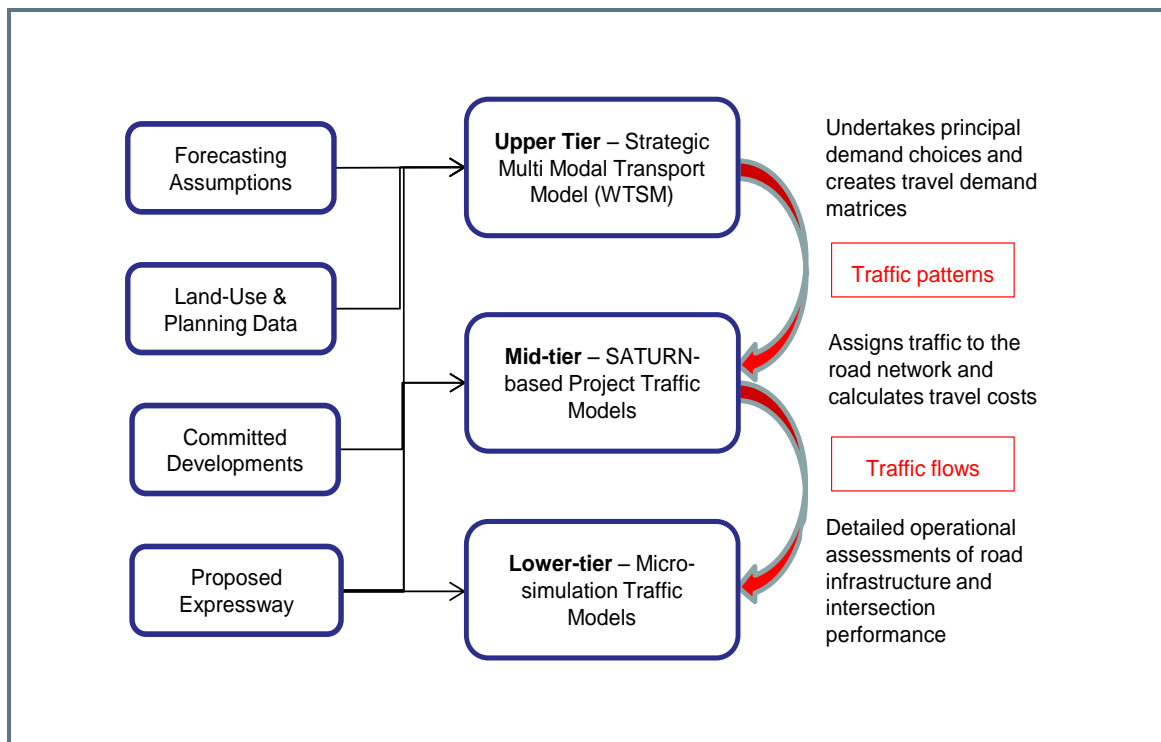 Forecasting
Assumptions
Land-Use &
Planning Data
Committed
Developments
Proposed
Expressway
Upper Tier – Strategic
Multi Modal Transport
Model (WTSM)
Mid-tier – SATURN-
based Project Traffic
Models
Lower-tier – Micro-
simulation Traffic
Models
Undertakes principal
demand choices and
creates travel demand
matrices
Traffic patterns
Assigns traffic to the
road network and
calculates travel costs
Traffic flows
Detailed operational
assessments of road
infrastructure and
intersection
performance